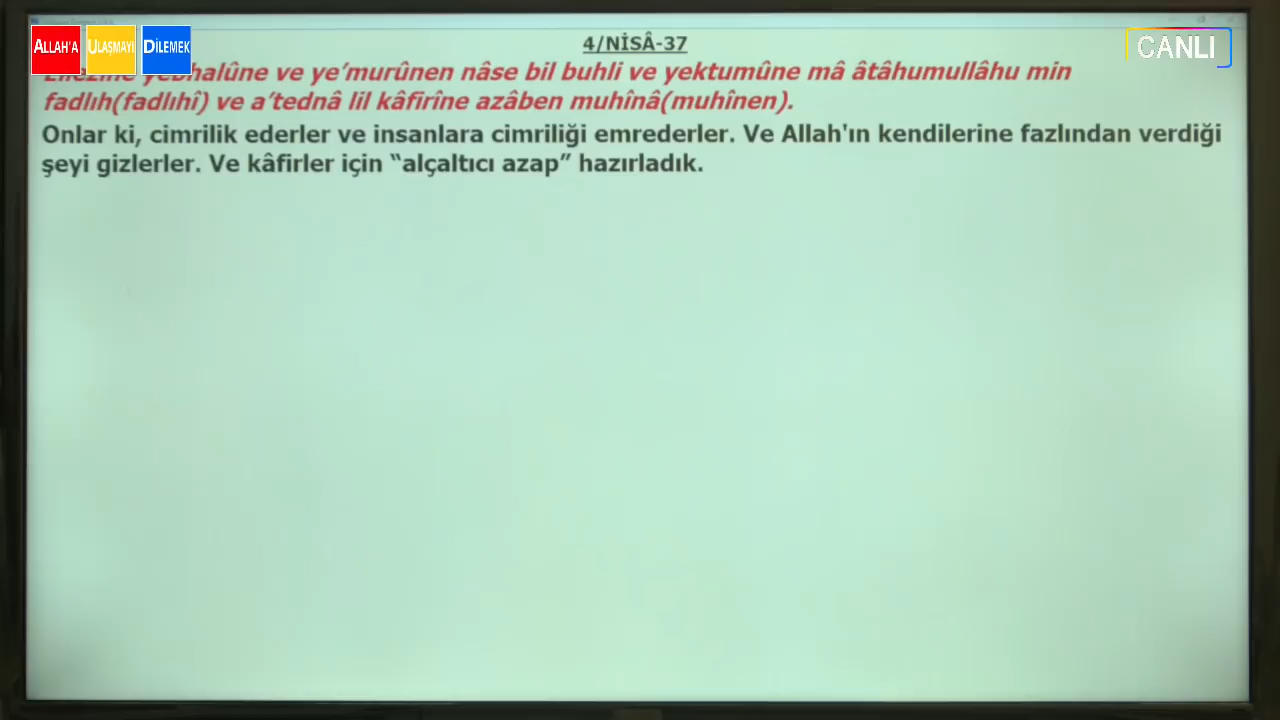 ALLAH'A ULAŞMAYI DİLEMEK
CANLI
4/NİSÂ-37
ve ye’murûnen nâse bil buhli ve yektumûne mâ âtâhumullâhu min
fadlıh(fadlıhî) ve a’tednâ lil kâfirîne azâben muhînâ(muhînen).
Onlar ki, cimrilik ederler ve insanlara cimriliği emrederler. Ve Allah'ın kendilerine fazlından verdiği
şeyi gizlerler. Ve kâfirler için “alçaltıcı azap” hazırladık.